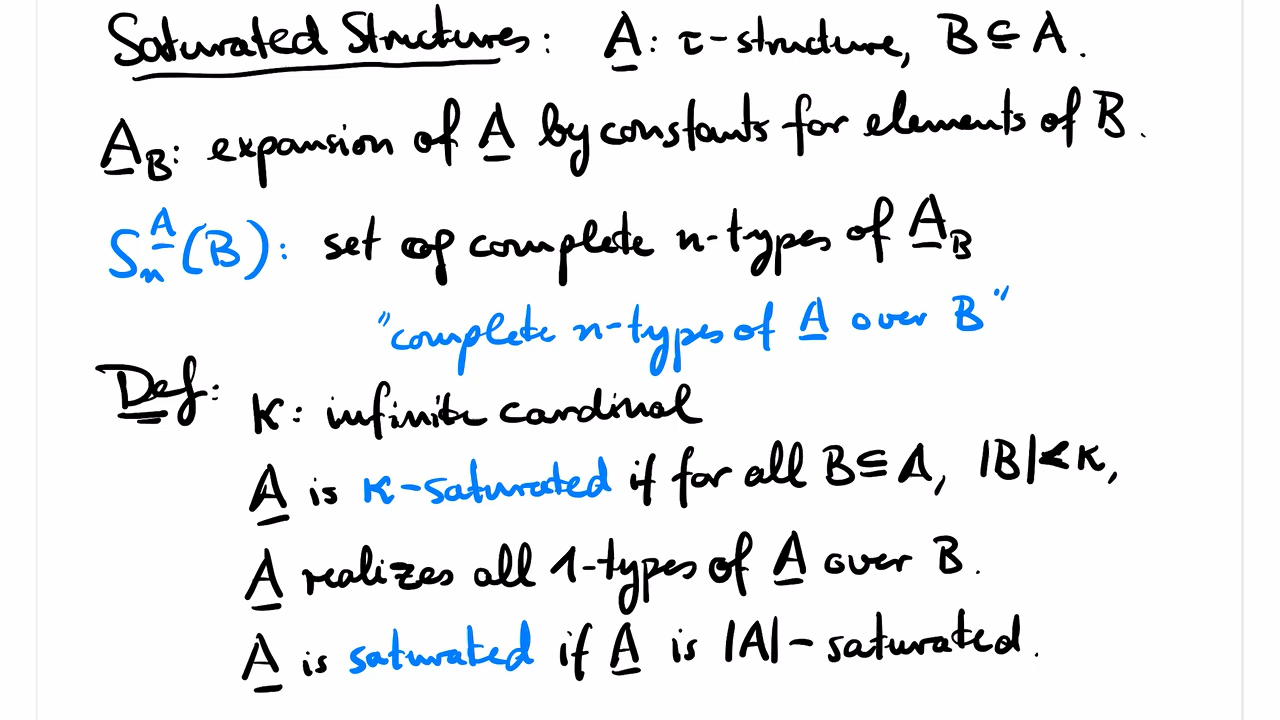 Saturated Structures: A: τ-structure, B ⊆ A.
A_B: expansion of A by constants for elements of B.
S_n^A(B): set of complete n-types of A_B
"complete n-types of A over B"
Def: κ: infinite cardinal
A is κ-saturated if for all B ⊆ A, |B| < κ,
A realizes all 1-types of A over B.
A is saturated if A is |A|-saturated.